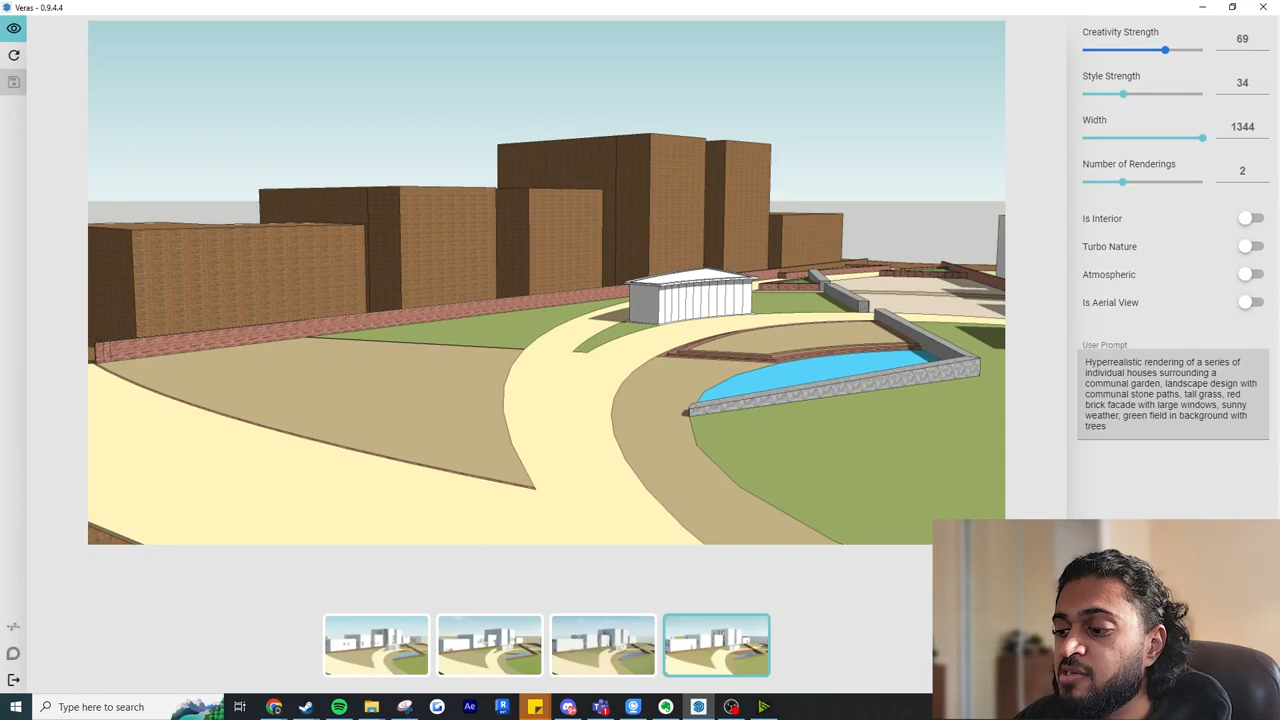 Veras - 0.9.4.4
Creativity Strength
69
Style Strength
34
Width
1344
Number of Renderings
2
Is Interior
Turbo Nature
Atmospheric
Is Aerial View
User Prompt
Hyperrealistic rendering of a series of
individual houses surrounding a
communal garden, landscape design with
communal stone paths, tall grass, red
brick facade with large windows, sunny
weather, green field in background with
trees
Type here to search
Ae
R